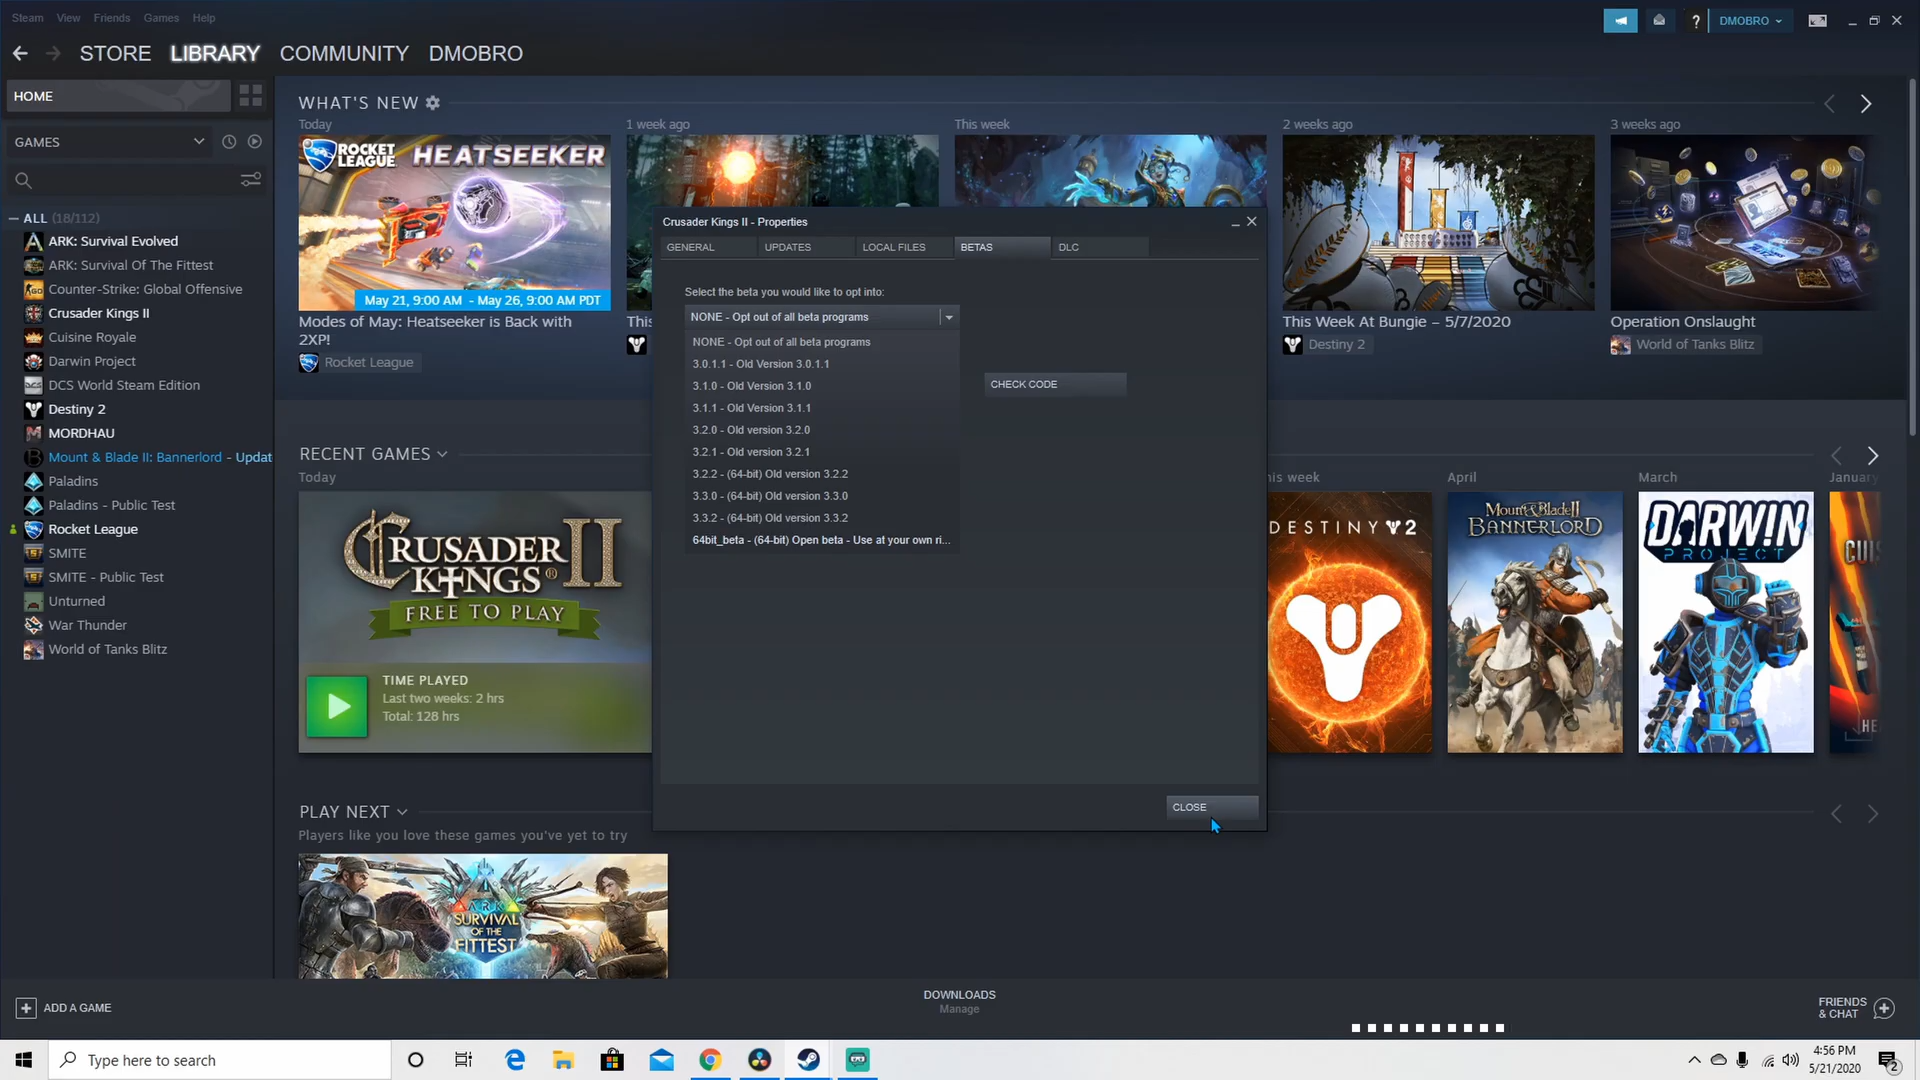 Steam View Friends Games Help
DMOBRO
STORE LIBRARY COMMUNITY DMOBRO
HOME
GAMES
ALL (18/112)
ARK: Survival Evolved
ARK: Survival Of The Fittest
Counter-Strike: Global Offensive
Crusader Kings II
Cuisine Royale
Darwin Project
DCS World Steam Edition
Destiny 2
MORDHAU
Mount & Blade II: Bannerlord - Updat
Paladins
Paladins - Public Test
Rocket League
SMITE
SMITE - Public Test
Unturned
War Thunder
World of Tanks Blitz
WHAT'S NEW
Today
ROCKET LEAGUE HEATSEEKER
May 21, 9:00 AM - May 26, 9:00 AM PDT
Modes of May: Heatseeker is Back with
2XP!
Rocket League
1 week ago
This week
2 weeks ago
This Week At Bungie – 5/7/2020
Destiny 2
3 weeks ago
Operation Onslaught
World of Tanks Blitz
Crusader Kings II - Properties
GENERAL UPDATES LOCAL FILES BETAS DLC
Select the beta you would like to opt into:
NONE - Opt out of all beta programs
NONE - Opt out of all beta programs
3.0.1.1 - Old Version 3.0.1.1
3.1.0 - Old Version 3.1.0
3.1.1 - Old Version 3.1.1
3.2.0 - Old version 3.2.0
3.2.1 - Old version 3.2.1
3.2.2 - (64-bit) Old version 3.2.2
3.3.0 - (64-bit) Old version 3.3.0
3.3.2 - (64-bit) Old version 3.3.2
64bit_beta - (64-bit) Open beta - Use at your own ri...
CHECK CODE
CLOSE
RECENT GAMES
Today
CRUSADER
KINGS II
FREE TO PLAY
TIME PLAYED
Last two weeks: 2 hrs
Total: 128 hrs
his week
DESTINY 2
April
Mount & Blade II
BANNERLORD
March
DARWIN
PROJECT
January
CUI
HE
PLAY NEXT
Players like you love these games you've yet to try
ARK
SURVIVAL
OF THE
FITTEST
ADD A GAME
DOWNLOADS
Manage
FRIENDS
& CHAT
Type here to search
4:56 PM
5/21/2020
2